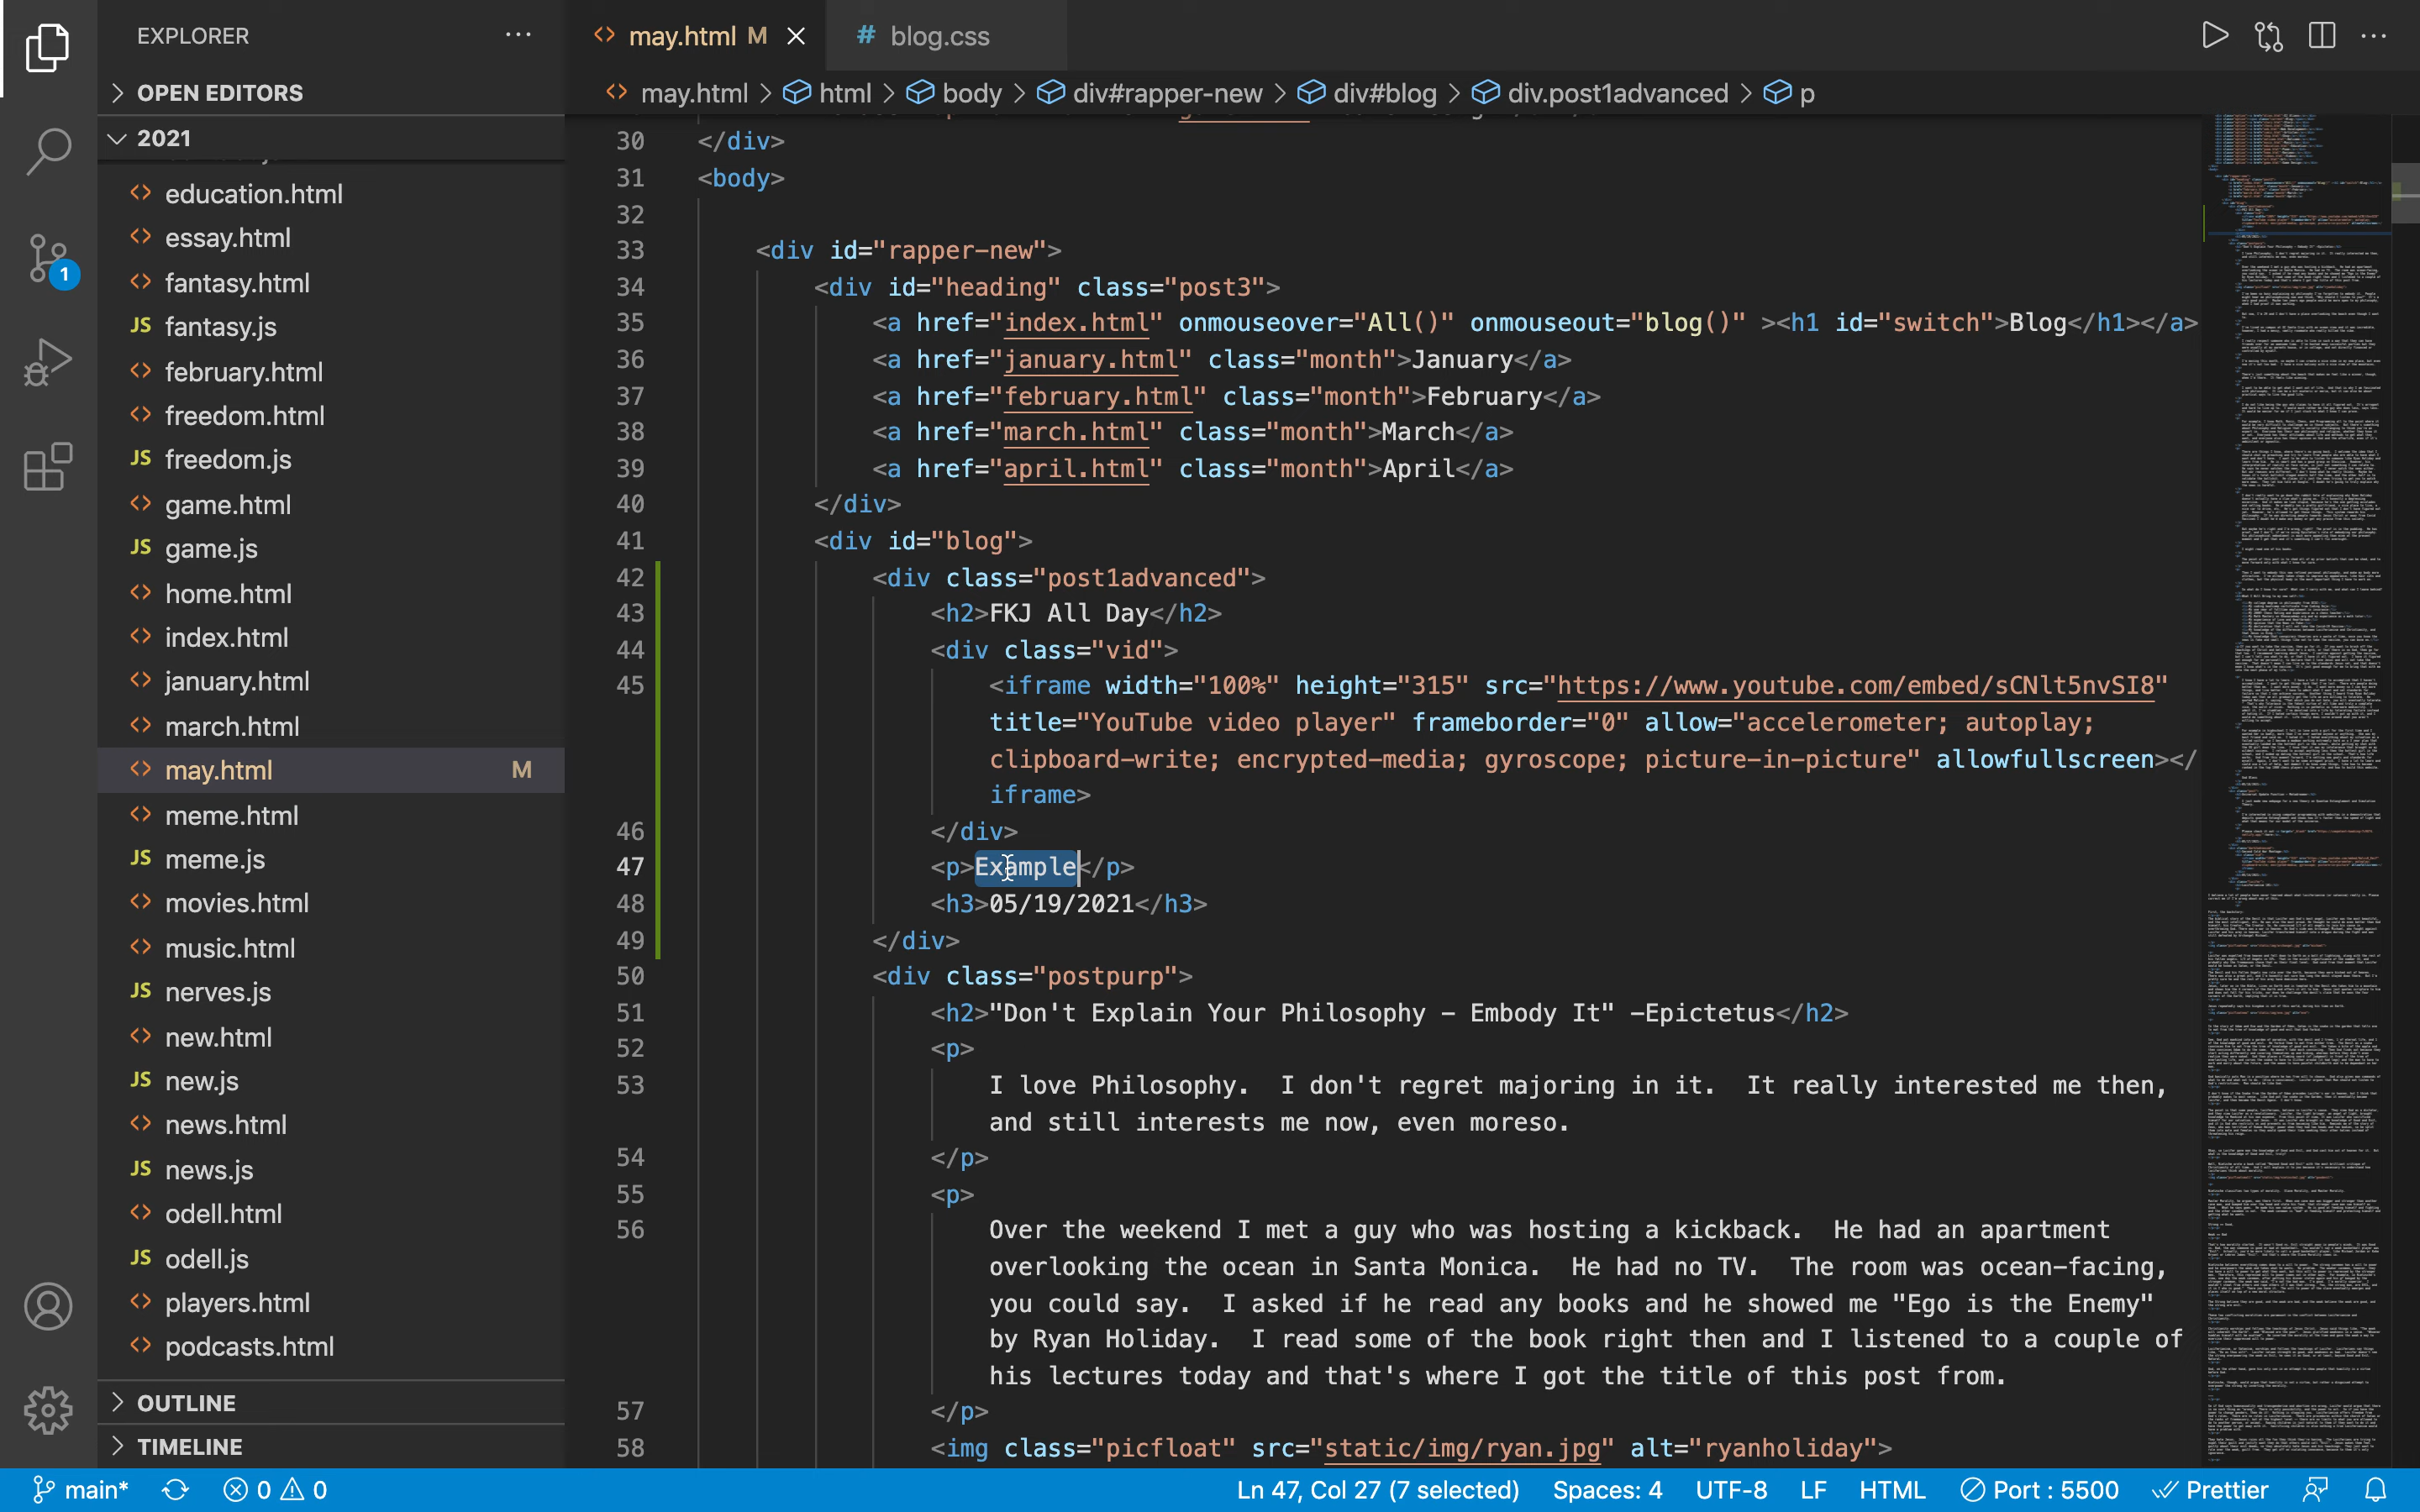 EXPLORER
OPEN EDITORS
2021
education.html
essay.html
fantasy.html
JS fantasy.js
february.html
freedom.html
JS freedom.js
game.html
JS game.js
home.html
index.html
january.html
march.html
may.html M
meme.html
JS meme.js
movies.html
music.html
JS nerves.js
new.html
JS new.js
news.html
JS news.js
odell.html
JS odell.js
players.html
podcasts.html
OUTLINE
TIMELINE
1
<> may.html M # blog.css
<> may.html > html > body > div#rapper-new > div#blog > div.post1advanced > p
30 </div>
31 <body>
32
33 <div id="rapper-new">
34 <div id="heading" class="post3">
35 <a href="index.html" onmouseover="All()" onmouseout="blog()" ><h1 id="switch">Blog</h1></a>
36 <a href="january.html" class="month">January</a>
37 <a href="february.html" class="month">February</a>
38 <a href="march.html" class="month">March</a>
39 <a href="april.html" class="month">April</a>
40 </div>
41 <div id="blog">
42 <div class="post1advanced">
43 <h2>FKJ All Day</h2>
44 <div class="vid">
45 <iframe width="100%" height="315" src="https://www.youtube.com/embed/sCNlt5nvSI8"
title="YouTube video player" frameborder="0" allow="accelerometer; autoplay;
clipboard-write; encrypted-media; gyroscope; picture-in-picture" allowfullscreen></
iframe>
46 </div>
47 <p>Example</p>
48 <h3>05/19/2021</h3>
49 </div>
50 <div class="postpurp">
51 <h2>"Don't Explain Your Philosophy - Embody It" -Epictetus</h2>
52 <p>
53 I love Philosophy.  I don't regret majoring in it.  It really interested me then,
and still interests me now, even moreso.
54 </p>
55 <p>
56 Over the weekend I met a guy who was hosting a kickback.  He had an apartment
overlooking the ocean in Santa Monica.  He had no TV.  The room was ocean-facing,
you could say.  I asked if he read any books and he showed me "Ego is the Enemy"
by Ryan Holiday.  I read some of the book right then and I listened to a couple of
his lectures today and that's where I got the title of this post from.
57 </p>
58 <img class="picfloat" src="static/img/ryan.jpg" alt="ryanholiday">
main* 0 0 Ln 47, Col 27 (7 selected) Spaces: 4 UTF-8 LF HTML Port : 5500 Prettier